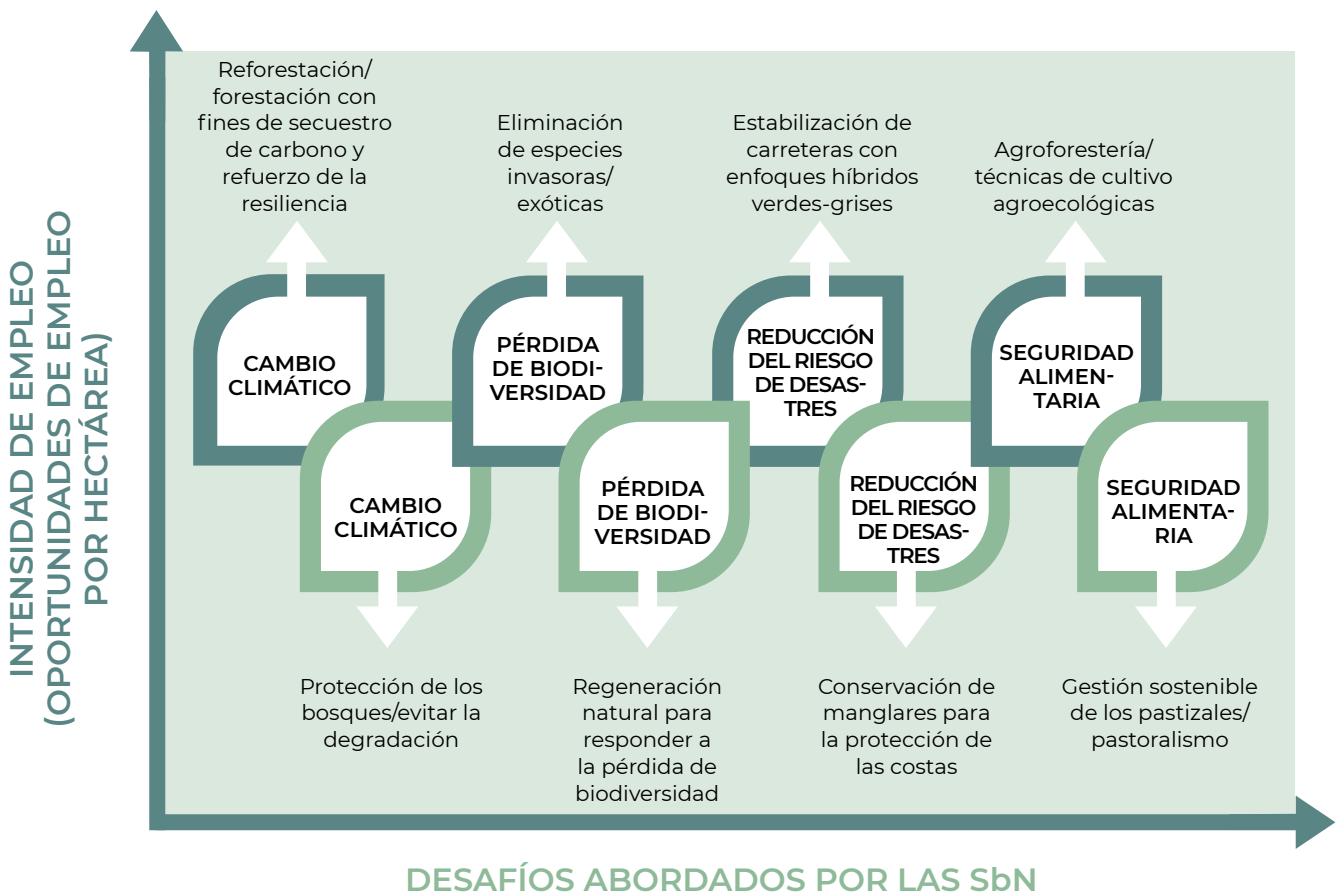 INTENSIDAD DE EMPLEO
(OPORTUNIDADES DE EMPLEO
POR HECTÁREA)
Reforestación/
forestación con
fines de secuestro
de carbono y
refuerzo de la
resiliencia
Eliminación
de especies
invasoras/
exóticas
Estabilización de
carreteras con
enfoques híbridos
verdes-grises
Agroforestería/
técnicas de cultivo
agroecológicas
CAMBIO
CLIMÁTICO
PÉRDIDA
DE BIODI-
VERSIDAD
REDUCCIÓN
DEL RIESGO
DE DESAS-
TRES
SEGURIDAD
ALIMEN-
TARIA
CAMBIO
CLIMÁTICO
PÉRDIDA
DE BIODI-
VERSIDAD
REDUCCIÓN
DEL RIESGO
DE DESAS-
TRES
SEGURIDAD
ALIMENTA-
RIA
Protección de los
bosques/evitar la
degradación
Regeneración
natural para
responder a
la pérdida de
biodiversidad
Conservación de
manglares para
la protección de
las costas
Gestión sostenible
de los pastizales/
pastoralismo
DESAFÍOS ABORDADOS POR LAS SbN